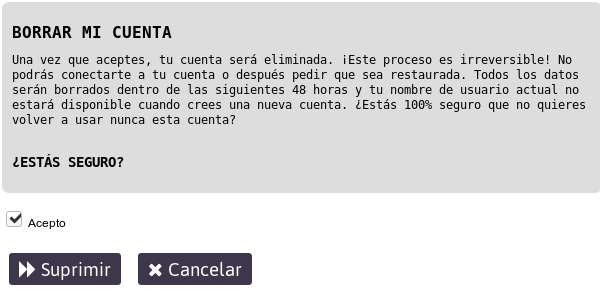 BORRAR MI CUENTA
Una vez que aceptes, tu cuenta será eliminada. ¡Este proceso es irreversible! No
podrás conectarte a tu cuenta o después pedir que sea restaurada. Todos los datos
serán borrados dentro de las siguientes 48 horas y tu nombre de usuario actual no
estará disponible cuando crees una nueva cuenta. ¿Estás 100% seguro que no quieres
volver a usar nunca esta cuenta?
¿ESTÁS SEGURO?
Acepto
Suprimir Cancelar